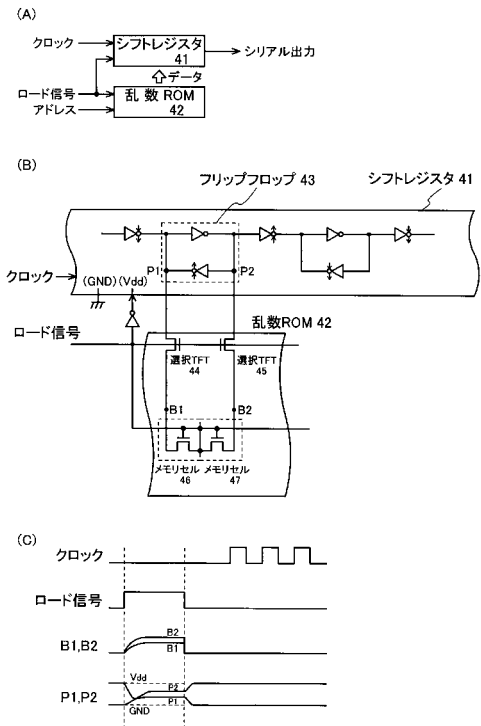 (A)
クロック
シフトレジスタ
41
シリアル出力
データ
ロード信号
乱数ROM
アドレス
42
(B)
フリップフロップ 43
シフトレジスタ 41
P1
P2
クロック
(GND)(Vdd)
乱数ROM 42
ロード信号
選択TFT
44
選択TFT
45
B1
B2
メモリセル
46
メモリセル
47
(C)
クロック
ロード信号
B2
B1,B2
B1
Vdd
P2
P1,P2
P1
GND